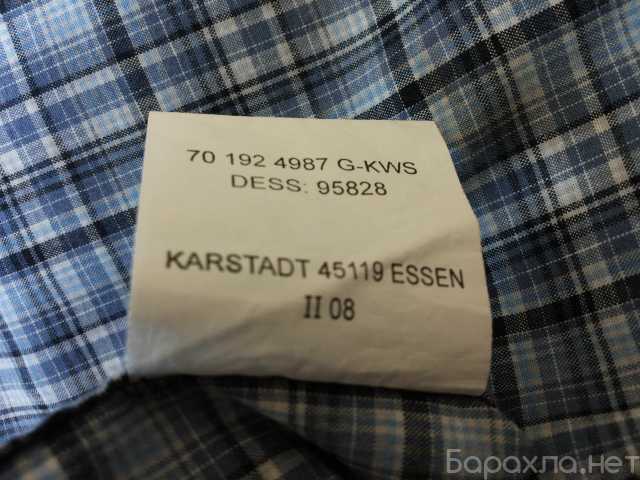 70 192 4987 G-KWS
DESS: 95828
KARSTADT 45119 ESSEN
II 08
Барахла.нет